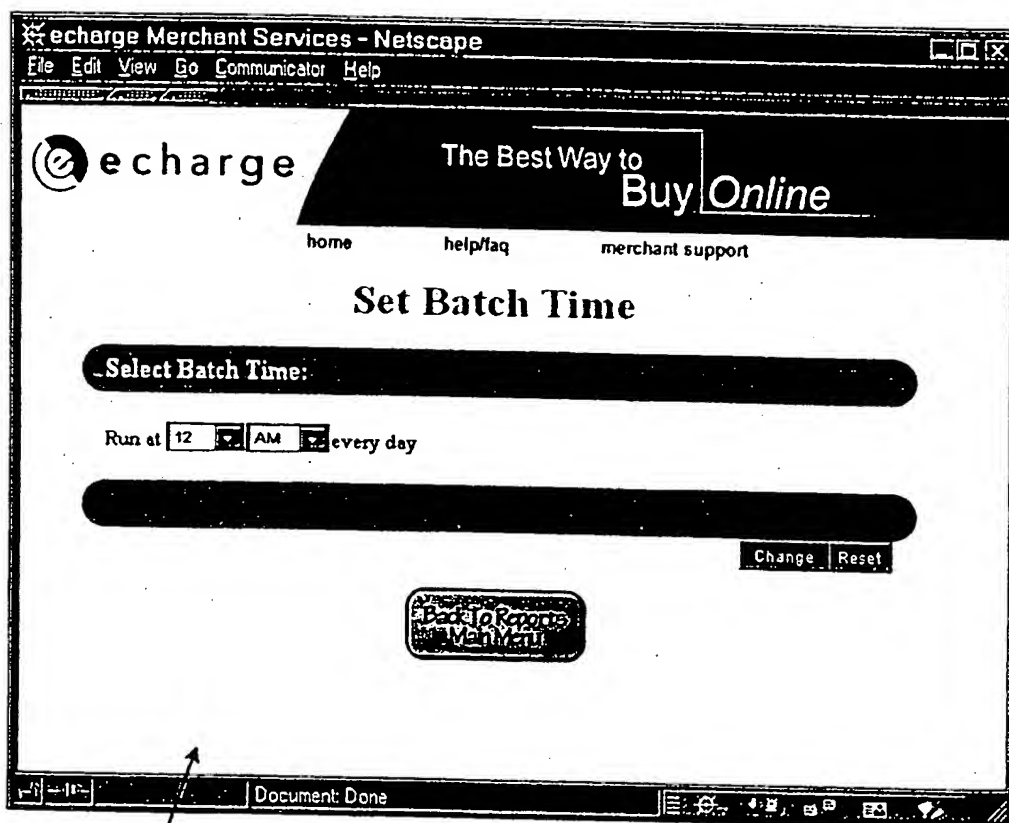 echarge Merchant Services - Netscape
File Edit View Go Communicator Help
e echarge
The Best Way to
Buy Online
home help/faq merchant support
Set Batch Time
Select Batch Time:
Run at 12 AM every day
Change Reset
Back To Reports
Main Menu
Document: Done